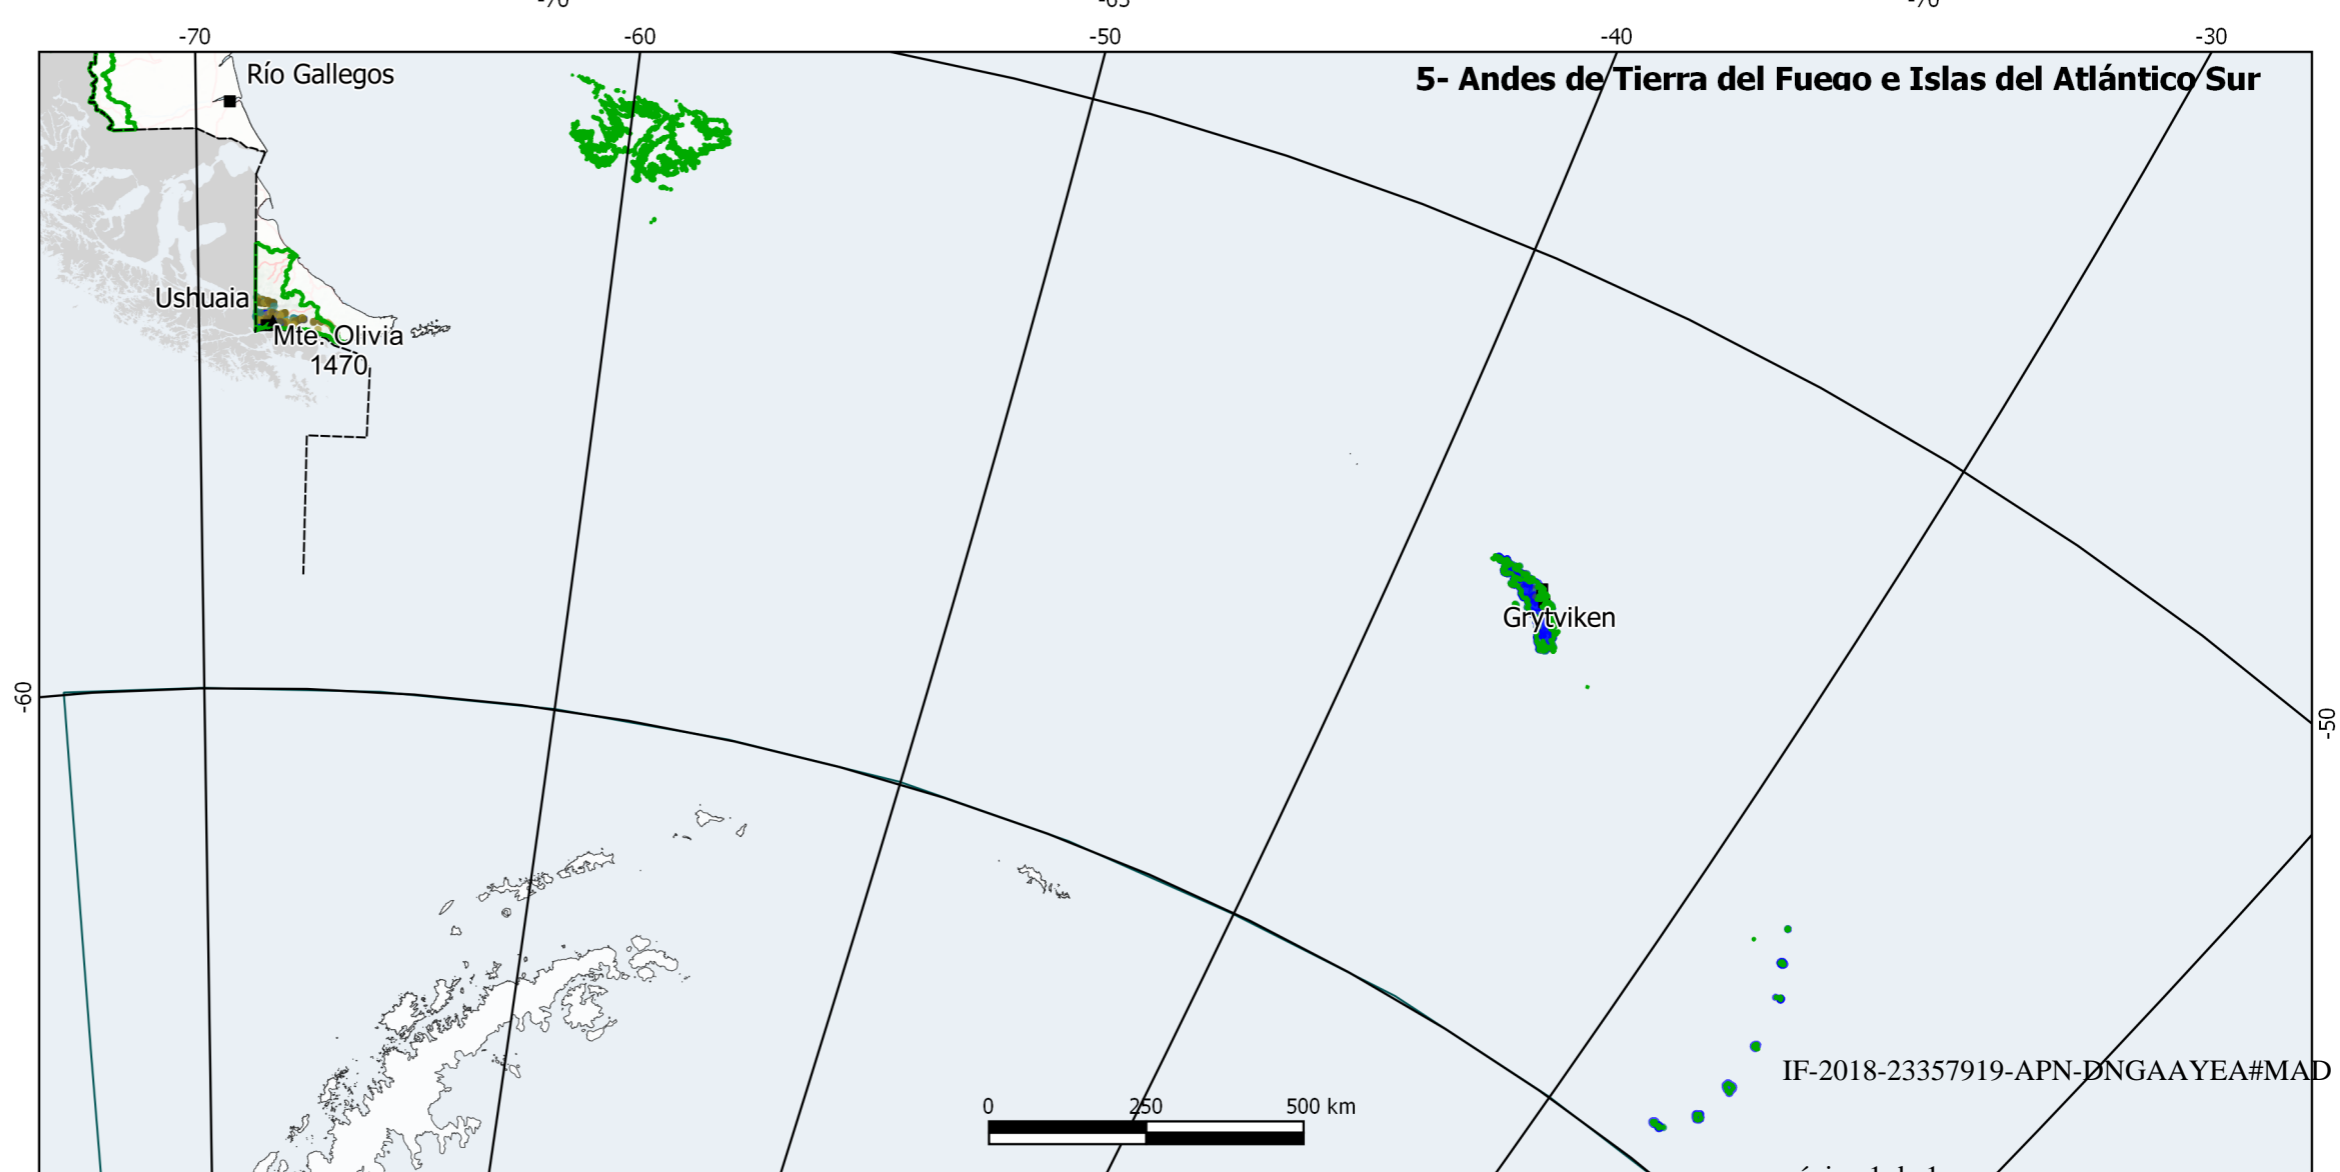 -70 -60 -50 -40 -30
5- Andes de Tierra del Fuego e Islas del Atlántico Sur
Río Gallegos
Ushuaia
Mte. Olivia
1470
Grytviken
-60
-50
IF-2018-23357919-APN-DNGAAYEA#MAD
0 250 500 km